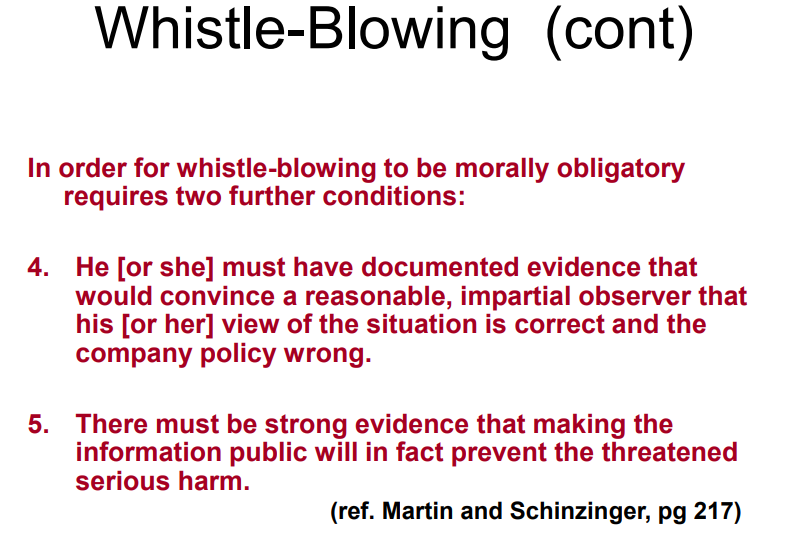 Whistle-Blowing (cont)
In order for whistle-blowing to be morally obligatory
requires two further conditions:
4. He [or she] must have documented evidence that
would convince a reasonable, impartial observer that
his [or her] view of the situation is correct and the
company policy wrong.
5. There must be strong evidence that making the
information public will in fact prevent the threatened
serious harm.
(ref. Martin and Schinzinger, pg 217)